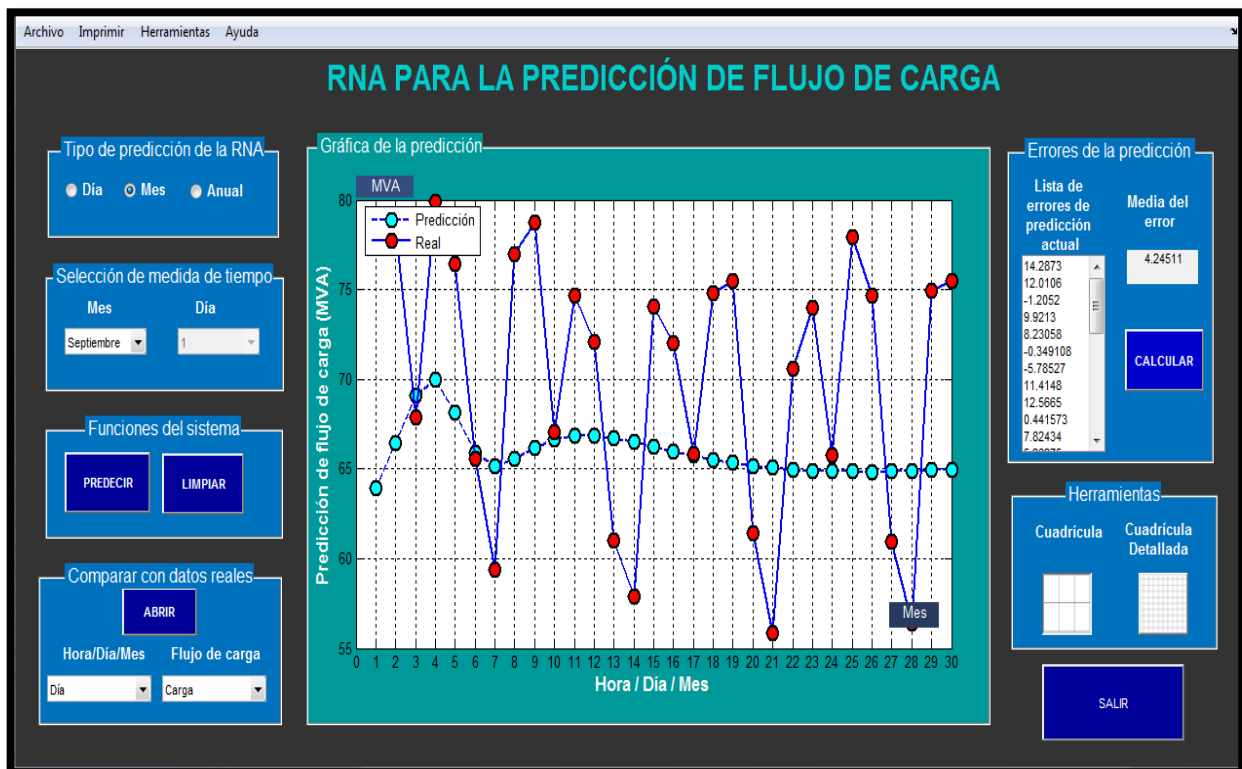 Archivo Imprimir Herramientas Ayuda
RNA PARA LA PREDICCIÓN DE FLUJO DE CARGA
Tipo de predicción de la RNA
Día Mes Anual
Selección de medida de tiempo
Mes Día
Septiembre 1
Funciones del sistema
PREDECIR LIMPIAR
Comparar con datos reales
ABRIR
Hora/Día/Mes Flujo de carga
Día Carga
Gráfica de la predicción
MVA
Predicción
Real
Predicción de flujo de carga (MVA)
80
75
70
65
60
55
Mes
0 1 2 3 4 5 6 7 8 9 10 11 12 13 14 15 16 17 18 19 20 21 22 23 24 25 26 27 28 29 30
Hora / Dia / Mes
Errores de la predicción
Lista de
errores de
predicción
actual
14.2873
12.0106
-1.2052
9.9213
8.23058
-0.349108
-5.78527
11.4148
12.5665
0.441573
7.82434
Media del
error
4.24511
CALCULAR
Herramientas
Cuadrícula
Cuadrícula
Detallada
SALIR